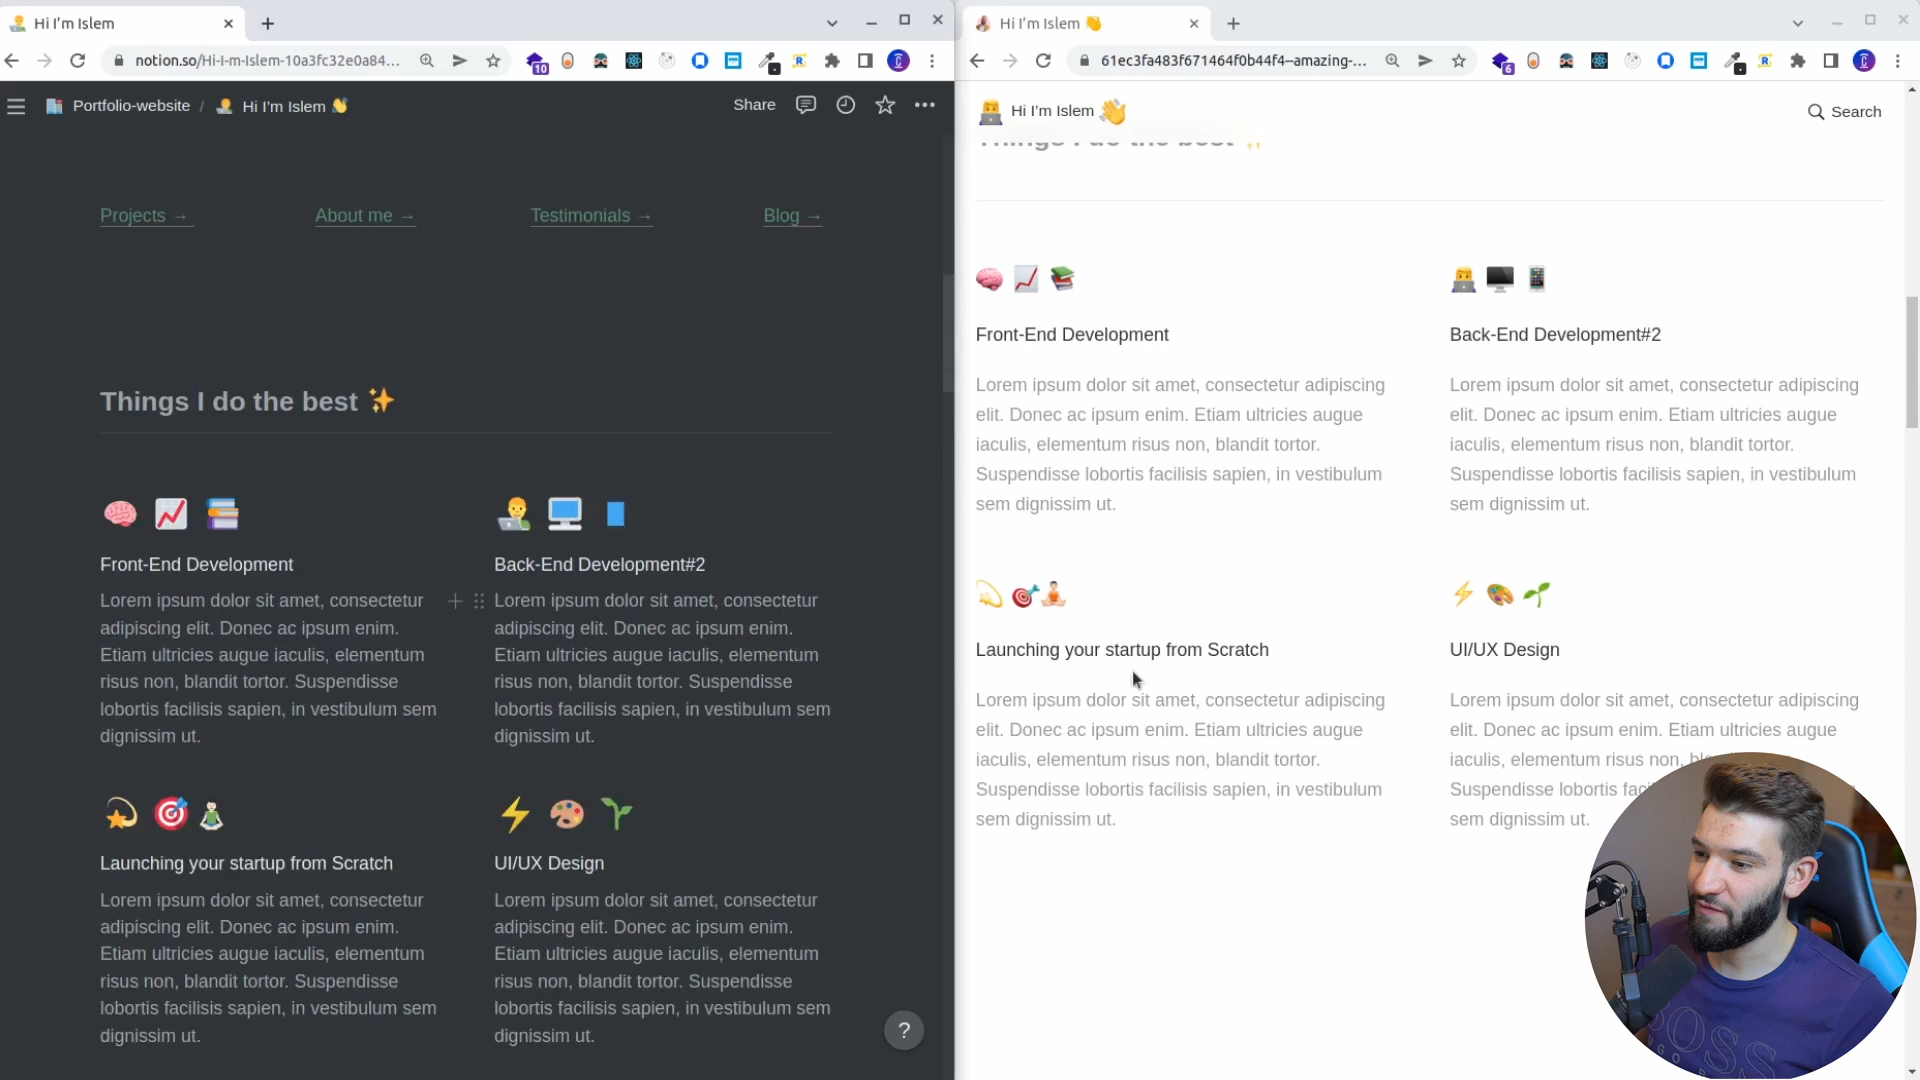 Hi I'm Islem
notion.so/Hi-I-m-Islem-10a3fc32e0a84...
10
Portfolio-website / Hi I'm Islem
Share
Projects →
About me →
Testimonials →
Blog →
Things I do the best
Front-End Development
Lorem ipsum dolor sit amet, consectetur
adipiscing elit. Donec ac ipsum enim.
Etiam ultricies augue iaculis, elementum
risus non, blandit tortor. Suspendisse
lobortis facilisis sapien, in vestibulum sem
dignissim ut.
Back-End Development#2
Lorem ipsum dolor sit amet, consectetur
adipiscing elit. Donec ac ipsum enim.
Etiam ultricies augue iaculis, elementum
risus non, blandit tortor. Suspendisse
lobortis facilisis sapien, in vestibulum sem
dignissim ut.
Launching your startup from Scratch
Lorem ipsum dolor sit amet, consectetur
adipiscing elit. Donec ac ipsum enim.
Etiam ultricies augue iaculis, elementum
risus non, blandit tortor. Suspendisse
lobortis facilisis sapien, in vestibulum sem
dignissim ut.
UI/UX Design
Lorem ipsum dolor sit amet, consectetur
adipiscing elit. Donec ac ipsum enim.
Etiam ultricies augue iaculis, elementum
risus non, blandit tortor. Suspendisse
lobortis facilisis sapien, in vestibulum sem
dignissim ut.
?
Hi I'm Islem
61ec3fa483f671464f0b44f4--amazing-...
6
Hi I'm Islem
Search
Things I do the best
Front-End Development
Lorem ipsum dolor sit amet, consectetur adipiscing
elit. Donec ac ipsum enim. Etiam ultricies augue
iaculis, elementum risus non, blandit tortor.
Suspendisse lobortis facilisis sapien, in vestibulum
sem dignissim ut.
Back-End Development#2
Lorem ipsum dolor sit amet, consectetur adipiscing
elit. Donec ac ipsum enim. Etiam ultricies augue
iaculis, elementum risus non, blandit tortor.
Suspendisse lobortis facilisis sapien, in vestibulum
sem dignissim ut.
Launching your startup from Scratch
Lorem ipsum dolor sit amet, consectetur adipiscing
elit. Donec ac ipsum enim. Etiam ultricies augue
iaculis, elementum risus non, blandit tortor.
Suspendisse lobortis facilisis sapien, in vestibulum
sem dignissim ut.
UI/UX Design
Lorem ipsum dolor sit amet, consectetur adipiscing
elit. Donec ac ipsum enim. Etiam ultricies augue
iaculis, elementum risus non,
Suspendisse lobortis
sem dignissim ut.
BOSS